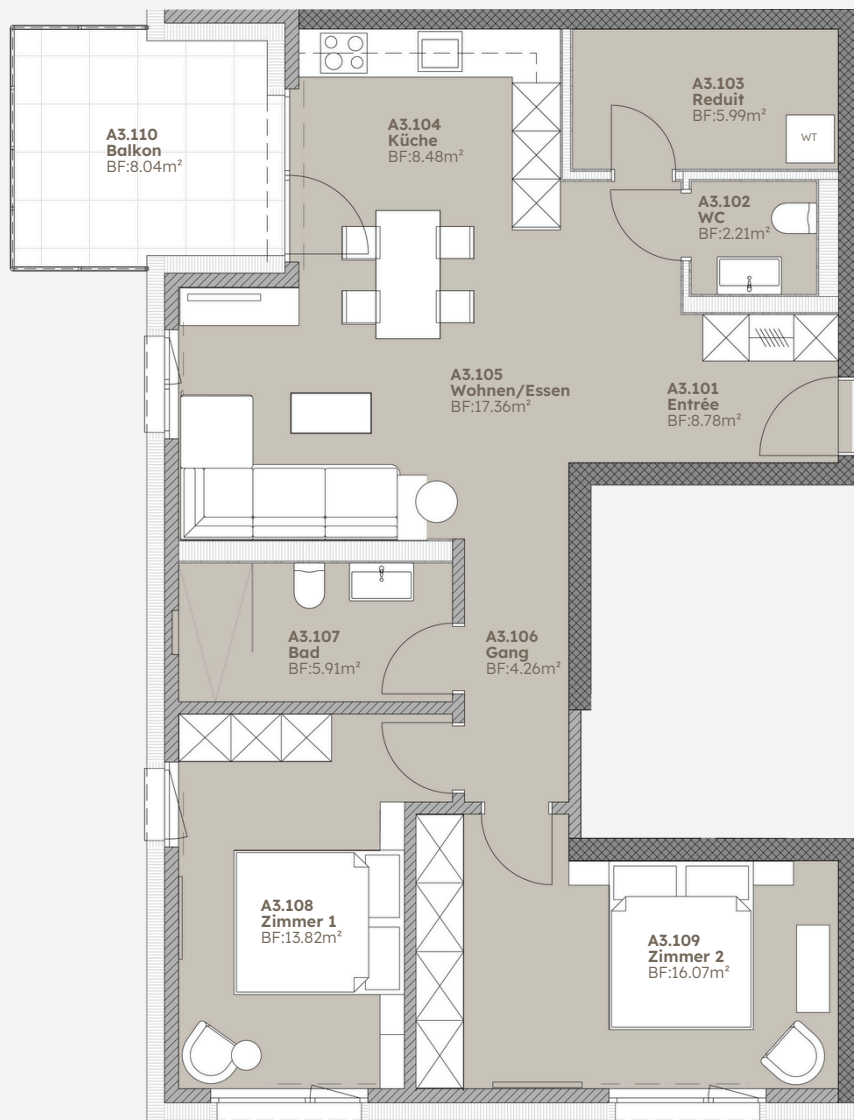 A3.103
Reduit
BF:5.99m²
WT
A3.110
Balkon
BF:8.04m²
A3.104
Küche
BF:8.48m²
A3.102
WC
BF:2.21m²
A3.105
Wohnen/Essen
BF:17.36m²
A3.101
Entrée
BF:8.78m²
A3.107
Bad
BF:5.91m²
A3.106
Gang
BF:4.26m²
A3.108
Zimmer 1
BF:13.82m²
A3.109
Zimmer 2
BF:16.07m²